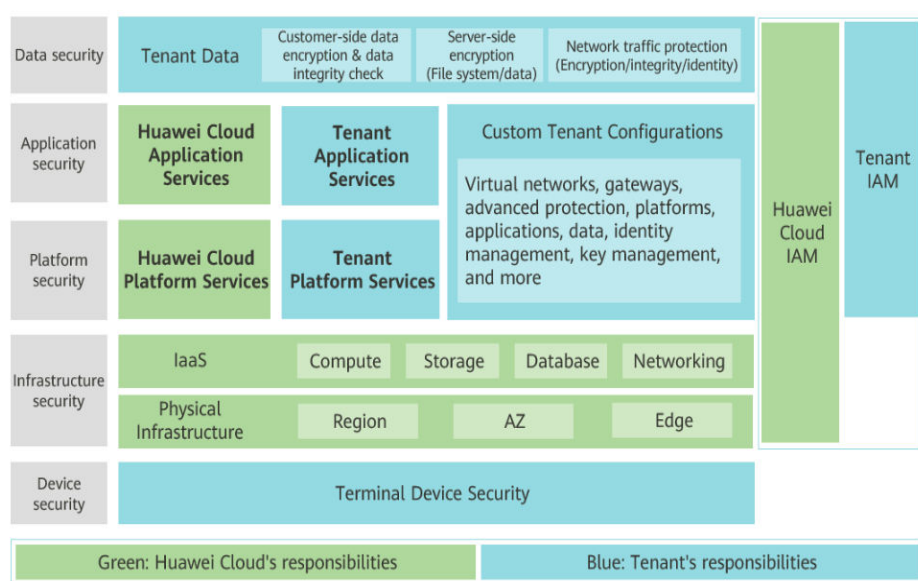 Data security
Tenant Data
Customer-side data
encryption & data
integrity check
Server-side
encryption
(File system/data)
Network traffic protection
(Encryption/integrity/identity)
Application
security
Huawei Cloud
Application
Services
Tenant
Application
Services
Custom Tenant Configurations
Virtual networks, gateways,
advanced protection, platforms,
applications, data, identity
management, key management,
and more
Platform
security
Huawei Cloud
Platform Services
Tenant
Platform Services
Huawei
Cloud
IAM
Tenant
IAM
Infrastructure
security
IaaS
Compute
Storage
Database
Networking
Physical
Infrastructure
Region
AZ
Edge
Device
security
Terminal Device Security
Green: Huawei Cloud's responsibilities
Blue: Tenant's responsibilities